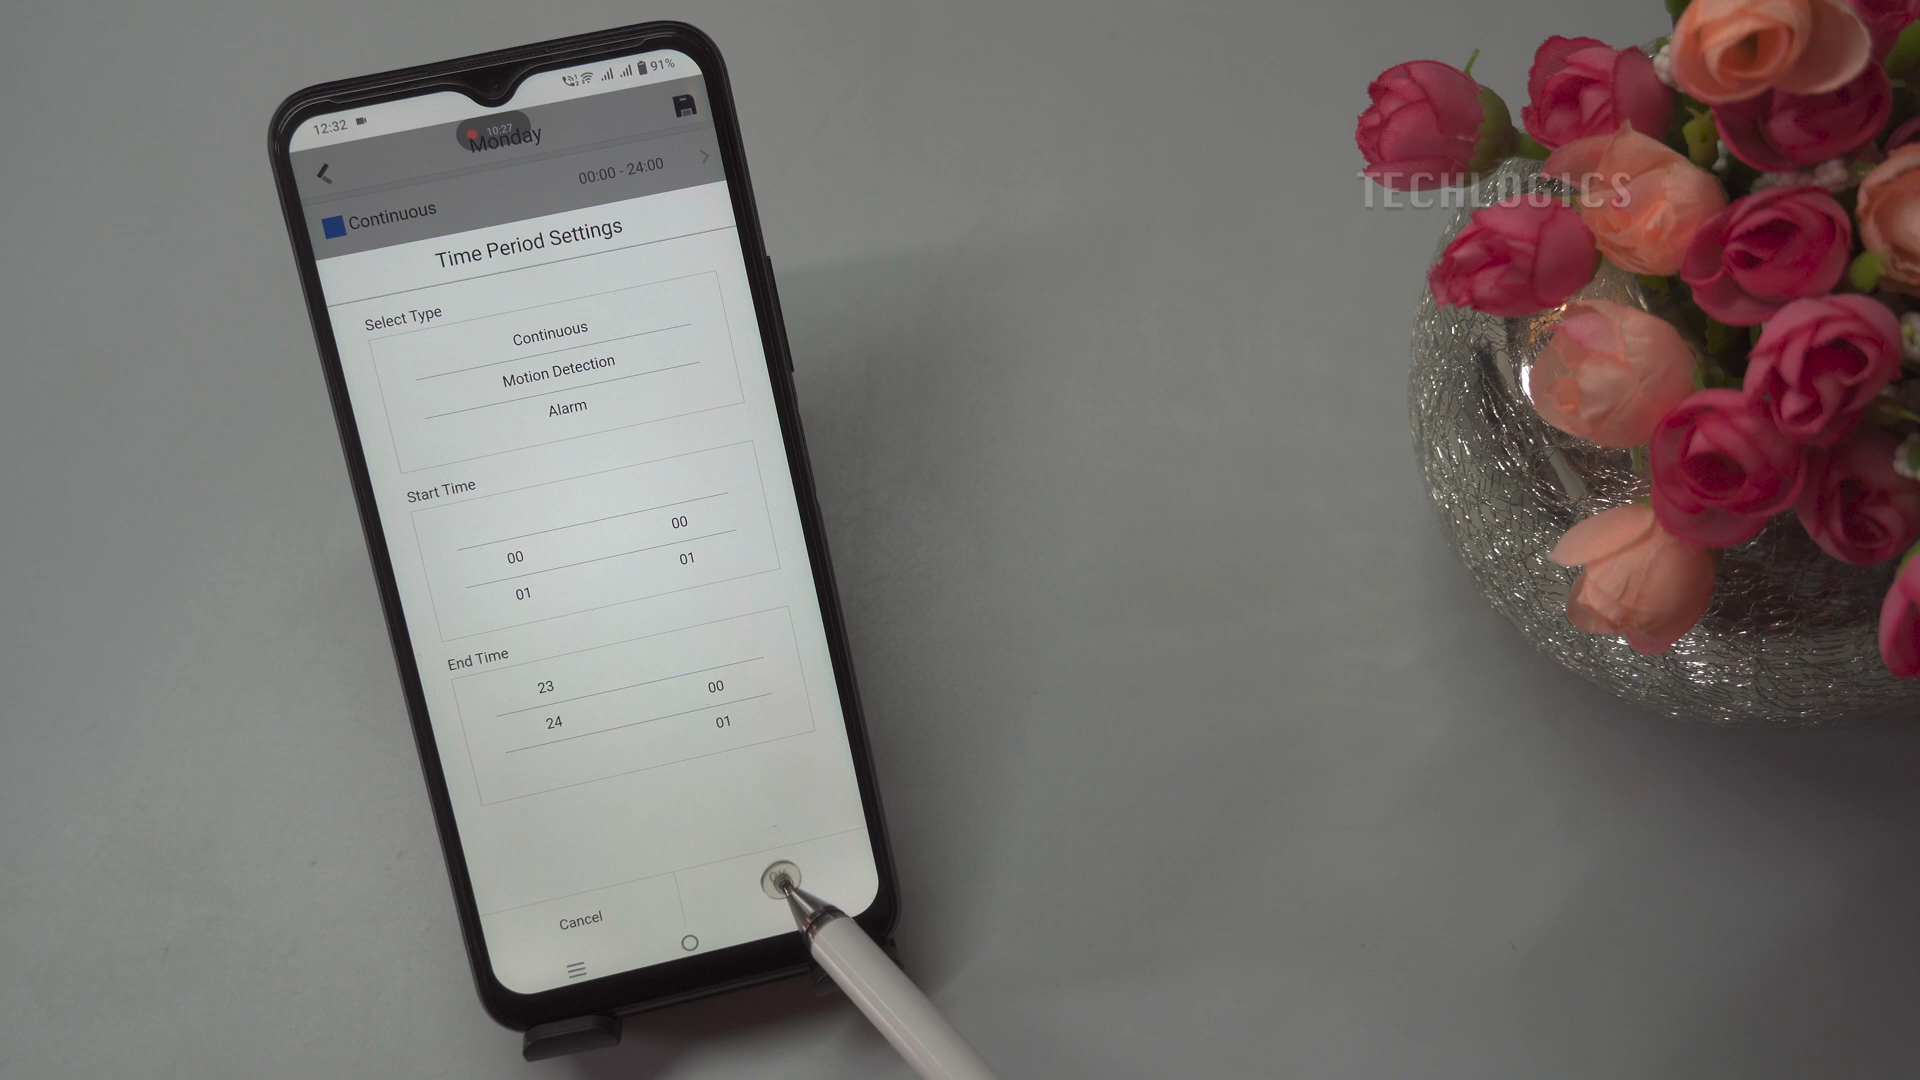 12:32
91%
10:27
Monday
00:00 - 24:00
Continuous
Time Period Settings
Select Type
Continuous
Motion Detection
Alarm
Start Time
00 00
01 01
End Time
23 00
24 01
Cancel
TECHLOGICS